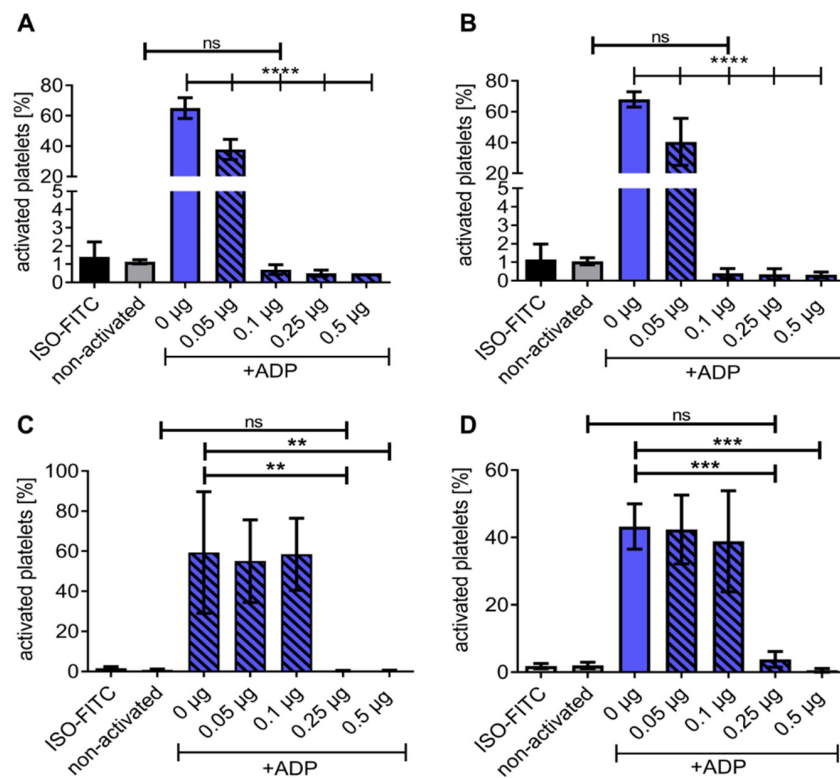 A
ns
****
activated platelets [%]
80
60
40
20
5
4
3
2
1
0
ISO-FITC
non-activated
0 µg
0.05 µg
0.1 µg
0.25 µg
0.5 µg
+ADP
B
ns
****
activated platelets [%]
80
60
40
20
5
4
3
2
1
0
ISO-FITC
non-activated
0 µg
0.05 µg
0.1 µg
0.25 µg
0.5 µg
+ADP
C
ns
**
**
activated platelets [%]
100
80
60
40
20
0
ISO-FITC
non-activated
0 µg
0.05 µg
0.1 µg
0.25 µg
0.5 µg
+ADP
D
ns
***
***
activated platelets [%]
60
40
20
0
ISO-FITC
non-activated
0 µg
0.05 µg
0.1 µg
0.25 µg
0.5 µg
+ADP